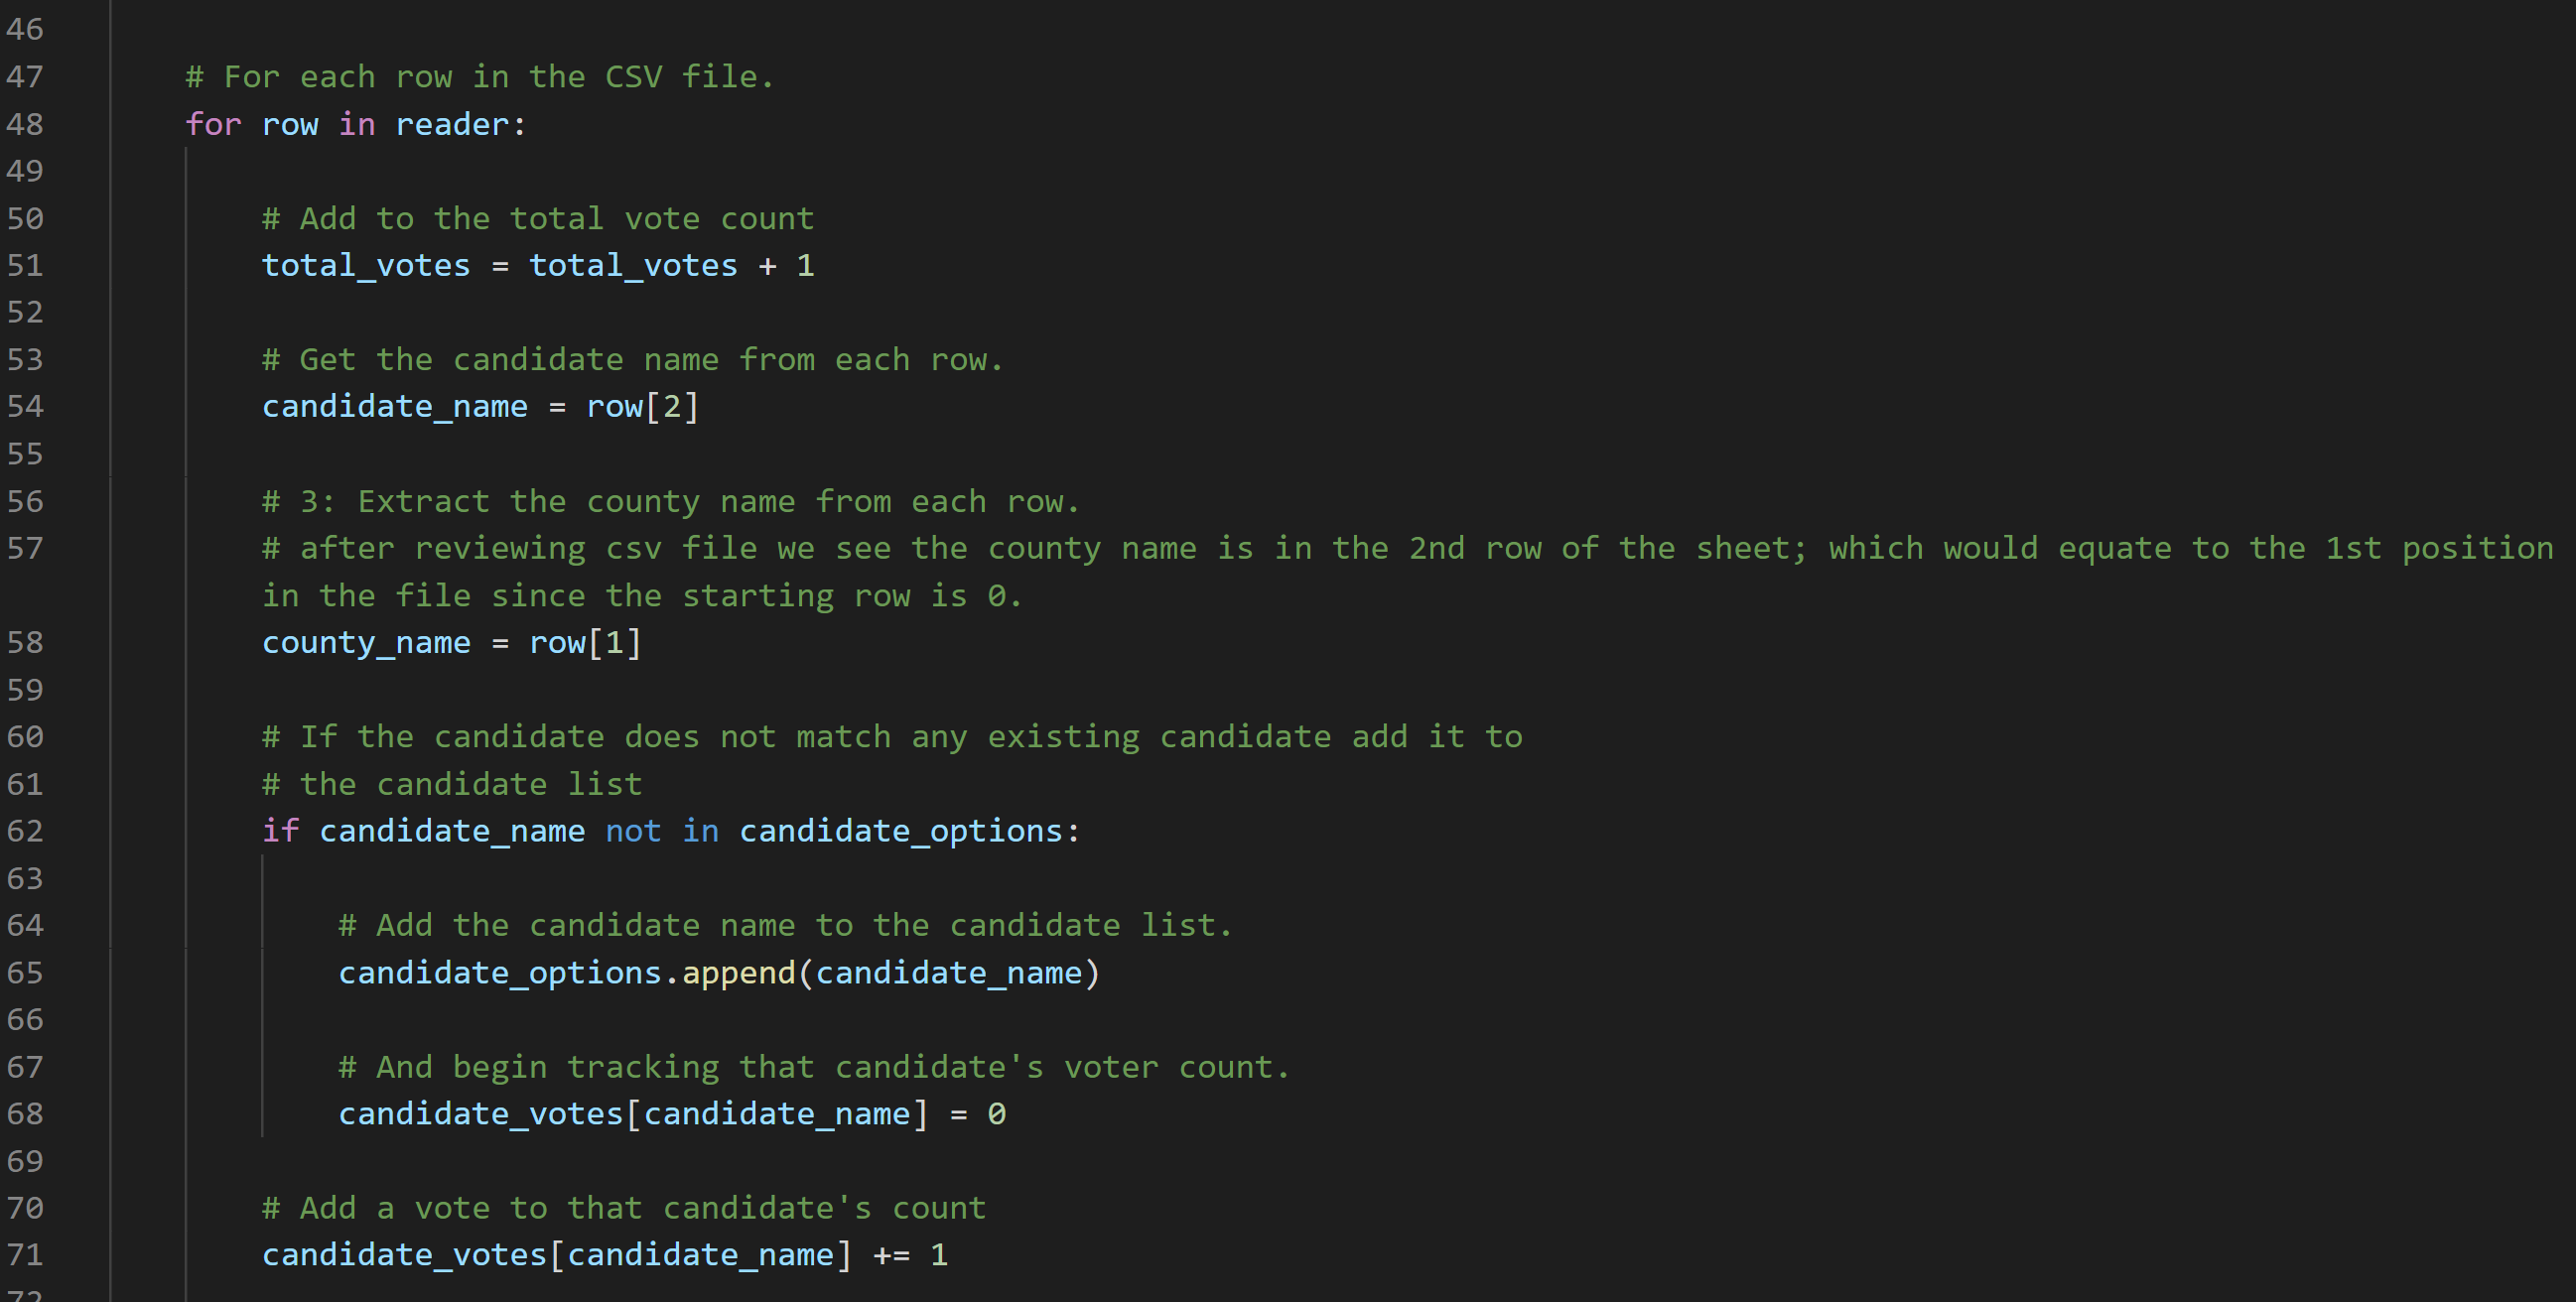 46
47 # For each row in the CSV file.
48 for row in reader:
49
50 # Add to the total vote count
51 total_votes = total_votes + 1
52
53 # Get the candidate name from each row.
54 candidate_name = row[2]
55
56 # 3: Extract the county name from each row.
57 # after reviewing csv file we see the county name is in the 2nd row of the sheet; which would equate to the 1st position
in the file since the starting row is 0.
58 county_name = row[1]
59
60 # If the candidate does not match any existing candidate add it to
61 # the candidate list
62 if candidate_name not in candidate_options:
63
64 # Add the candidate name to the candidate list.
65 candidate_options.append(candidate_name)
66
67 # And begin tracking that candidate's voter count.
68 candidate_votes[candidate_name] = 0
69
70 # Add a vote to that candidate's count
71 candidate_votes[candidate_name] += 1
72